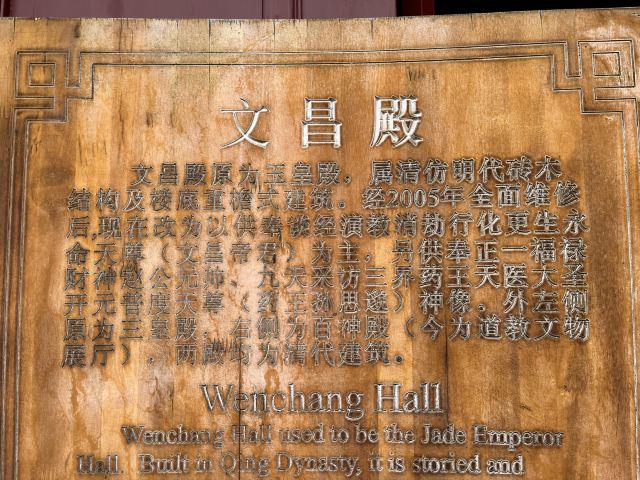 文昌殿
文昌殿原为玉皇殿，属清仿明代砖木
结构及楼底重檐式建筑。经2005年全面维修
后,现在改为以供奉谈经演教消劫行化更生永
命天尊（文昌帝君）为主，另供奉正一福禄
财神赵公元帅、九天采访三界药王天医大圣
开元普度天尊（药王孙思邈）神像。外左侧
原为三皇殿，右侧为百神殿（今为道教文物
展厅），两殿均为清代建筑。
Wenchang Hall
Wenchang Hall used to be the Jade Emperor
Hall. Built in Qing Dynasty, it is storied and